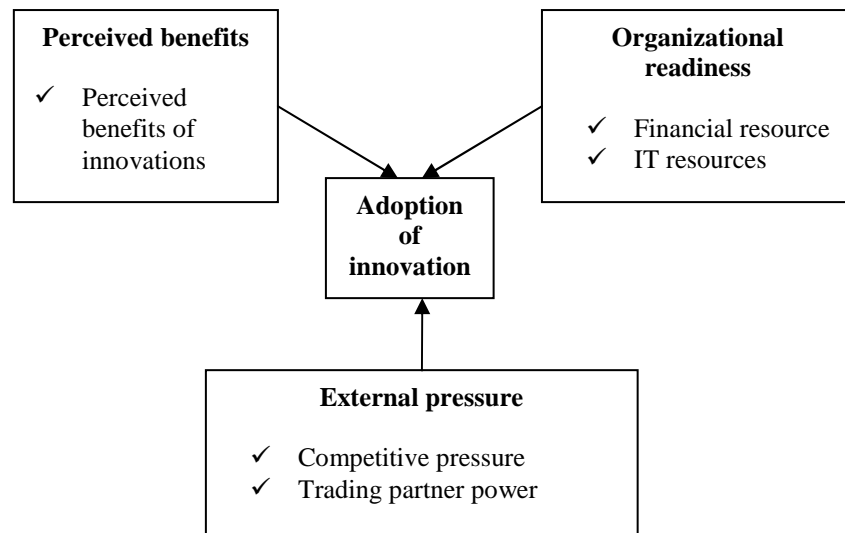 Perceived benefits
✓ Perceived
benefits of
innovations
Organizational
readiness
✓ Financial resource
✓ IT resources
Adoption
of
innovation
External pressure
✓ Competitive pressure
✓ Trading partner power